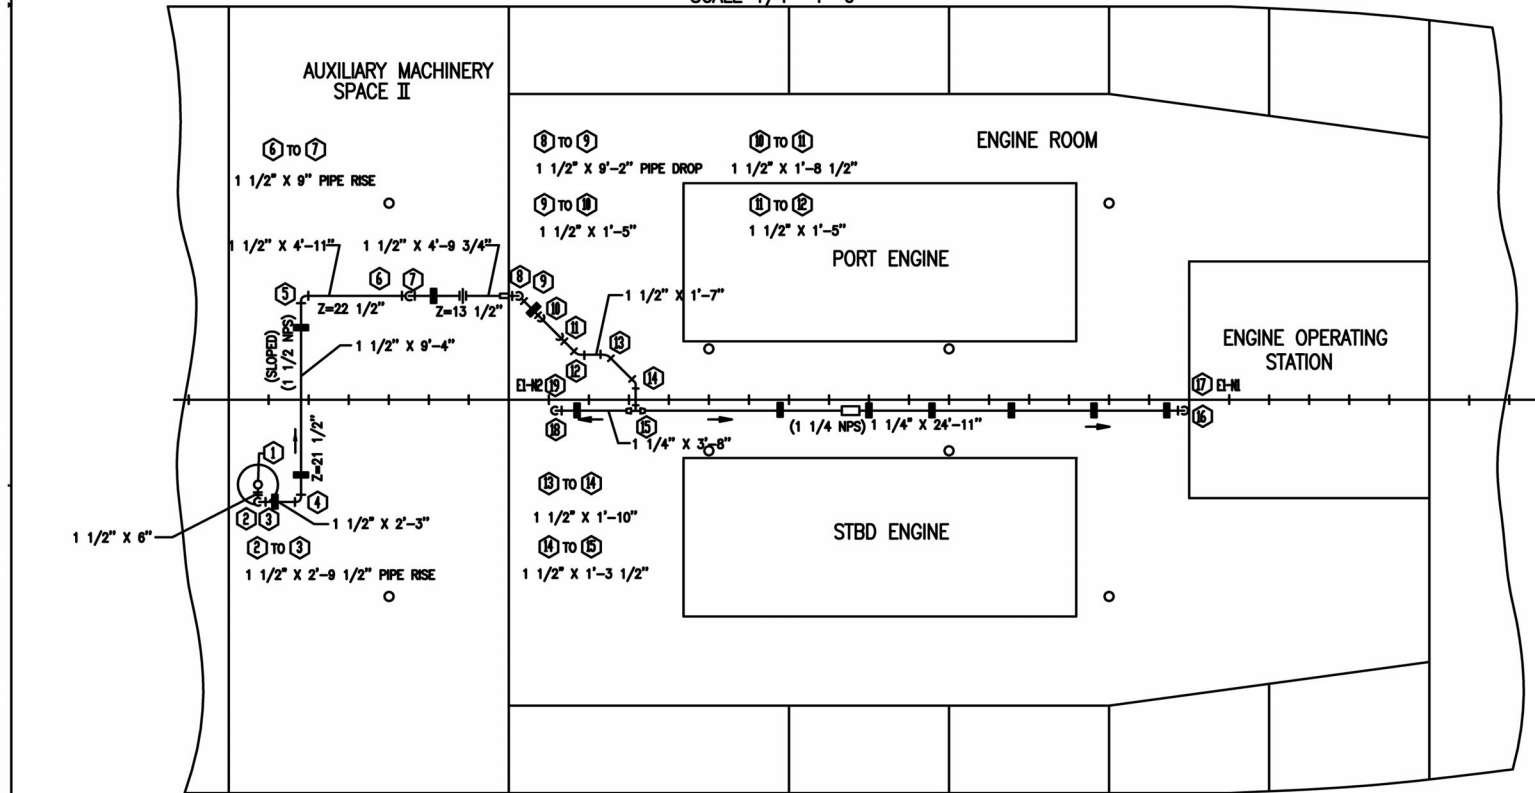 AUXILIARY MACHINERY
SPACE II
6 TO 7
1 1/2" X 9" PIPE RISE
8 TO 9
1 1/2" X 9'-2" PIPE DROP
10 TO 11
1 1/2" X 1'-8 1/2"
ENGINE ROOM
9 TO 10
1 1/2" X 1'-5"
11 TO 12
1 1/2" X 1'-5"
PORT ENGINE
1 1/2" X 4'-11"
1 1/2" X 4'-9 3/4"
5
6
7
8
9
Z=22 1/2"
Z=13 1/2"
10
1 1/2" X 1'-7"
11
13
(SLOPED)
(1 1/2 NPS)
1 1/2" X 9'-4"
12
14
ENGINE OPERATING
STATION
E1-N2 19
17 E1-N1
18
15
16
(1 1/4 NPS) 1 1/4" X 24'-11"
1 1/4" X 3'-8"
Z=21 1/2"
1
4
2 3
1 1/2" X 2'-3"
1 1/2" X 6"
2 TO 3
1 1/2" X 2'-9 1/2" PIPE RISE
13 TO 14
1 1/2" X 1'-10"
14 TO 15
1 1/2" X 1'-3 1/2"
STBD ENGINE